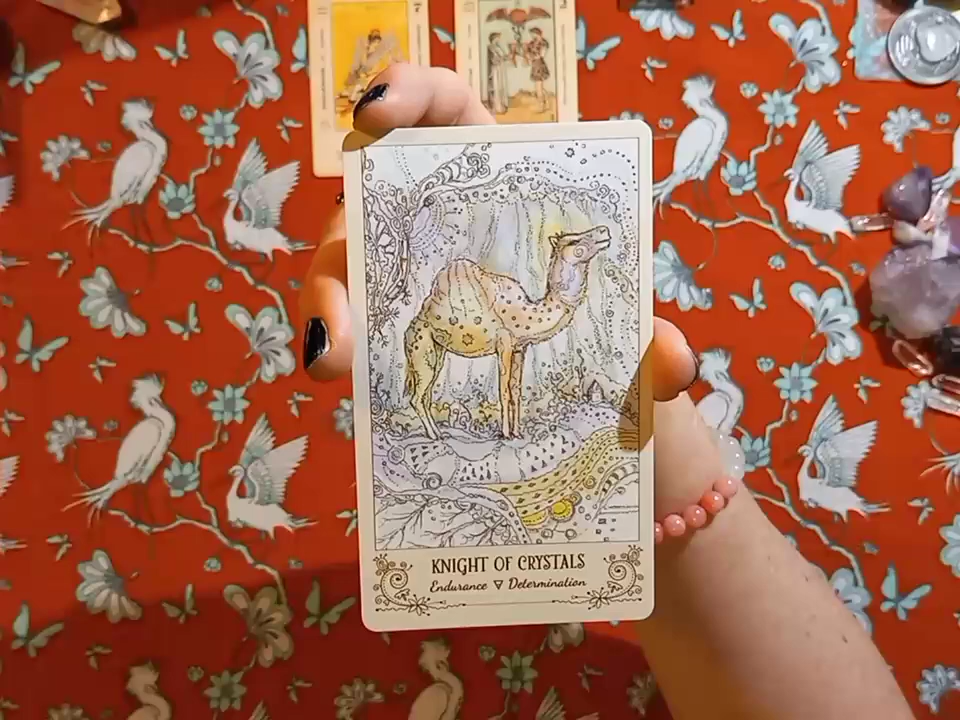 KNIGHT OF CRYSTALS
Endurance ▽ Determination